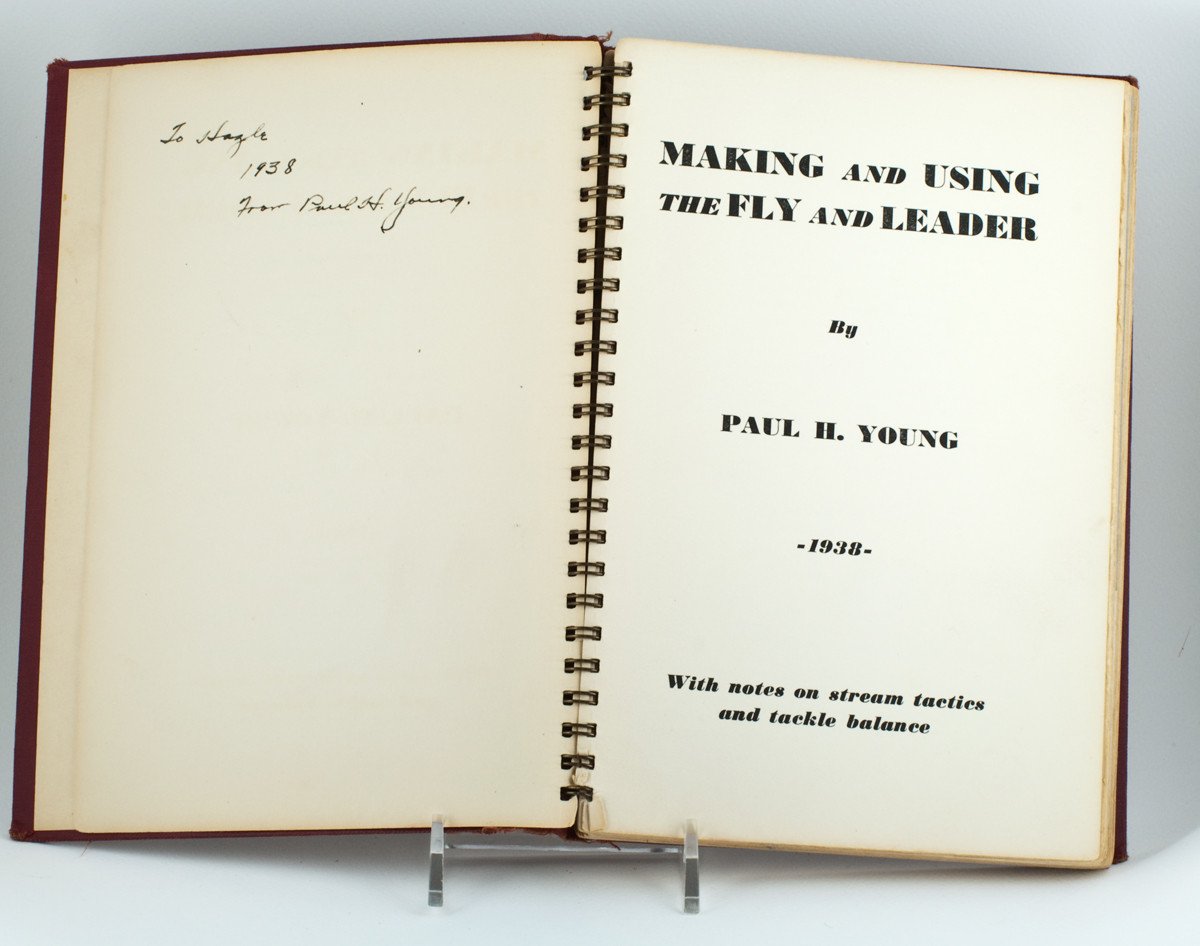 To Hazle
1938
From Paul H. Young.
MAKING AND USING
THE FLY AND LEADER
By
PAUL H. YOUNG
-1938-
With notes on stream tactics
and tackle balance